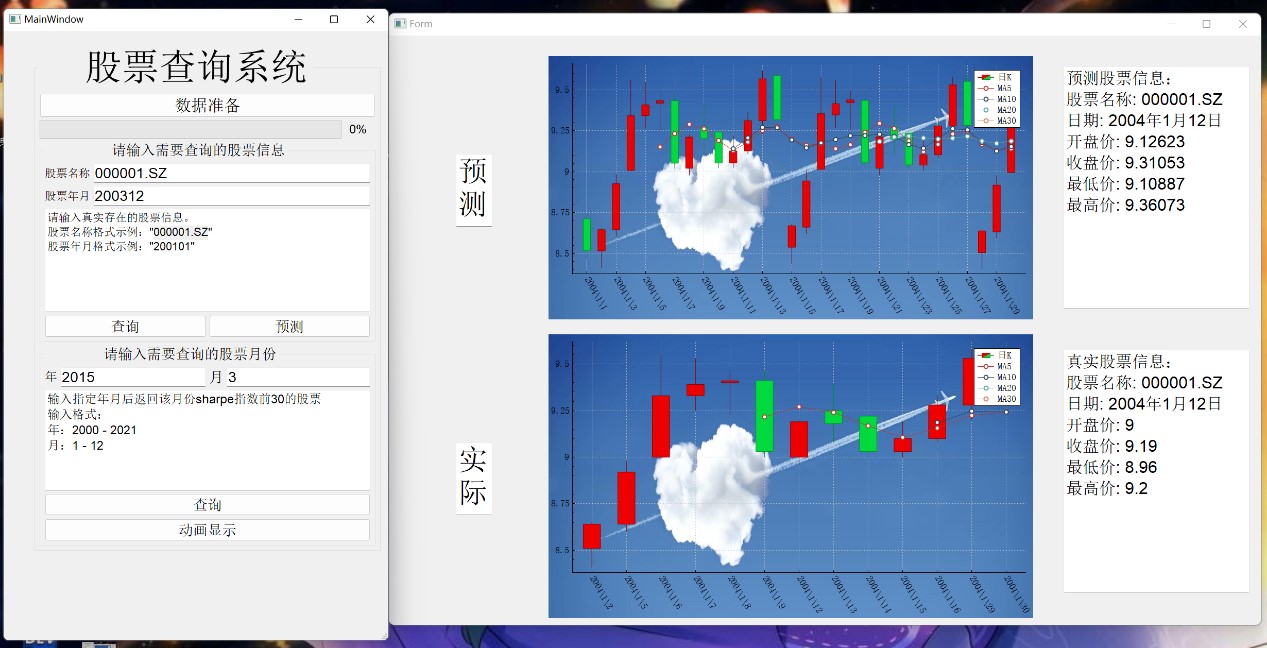 MainWindow
股票查询系统
数据准备
0%
请输入需要查询的股票信息
股票名称 000001.SZ
股票年月 200312
请输入真实存在的股票信息。
股票名称格式示例："000001.SZ"
股票年月格式示例："200101"
查询
预测
请输入需要查询的股票月份
年 2015
月 3
输入指定年月后返回该月份sharpe指数前30的股票
输入格式：
年：2000 - 2021
月：1 - 12
查询
动画显示
Form
预测
9.5
9.25
9
8.75
8.5
日K
MA5
MA10
MA20
MA30
2004\1\1
2004\1\3
2004\1\5
2004\1\7
2004\1\9
2004\1\11
2004\1\13
2004\1\15
2004\1\17
2004\1\19
2004\1\21
2004\1\23
2004\1\25
2004\1\27
2004\1\29
预测股票信息：
股票名称: 000001.SZ
日期: 2004年1月12日
开盘价: 9.12623
收盘价: 9.31053
最低价: 9.10887
最高价: 9.36073
实际
9.5
9.25
9
8.75
8.5
日K
MA5
MA10
MA20
MA30
2004\1\2
2004\1\5
2004\1\6
2004\1\7
2004\1\8
2004\1\9
2004\1\12
2004\1\13
2004\1\14
2004\1\15
2004\1\16
2004\1\29
2004\1\30
真实股票信息：
股票名称: 000001.SZ
日期: 2004年1月12日
开盘价: 9
收盘价: 9.19
最低价: 8.96
最高价: 9.2